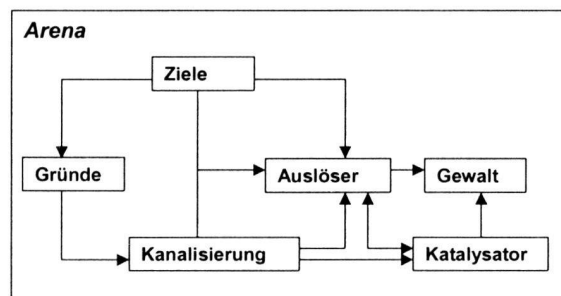 Arena
Ziele
Gründe
Auslöser
Gewalt
Kanalisierung
Katalysator